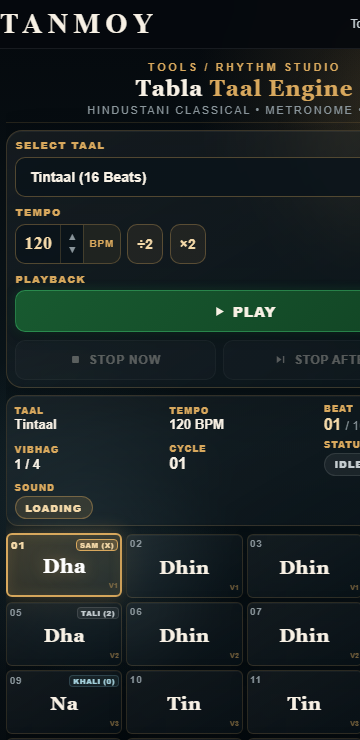 TANMOY
TOOLS / RHYTHM STUDIO
Tabla Taal Engine
HINDUSTANI CLASSICAL • METRONOME •
SELECT TAAL
Tintaal (16 Beats)
TEMPO
120 BPM ÷2 ×2
PLAYBACK
PLAY
STOP NOW STOP
TAAL TEMPO BEAT
Tintaal 120 BPM 01 /
VIBHAG CYCLE
1 / 4 01
SOUND
LOADING
01 SAM (X) 02 03
Dha Dhin Dhin
V1 V1 V1
05 TALI (2) 06 07
Dha Dhin Dhin
V2 V2 V2
09 KHALI (0) 10 11
Na Tin Tin
V3 V3 V3